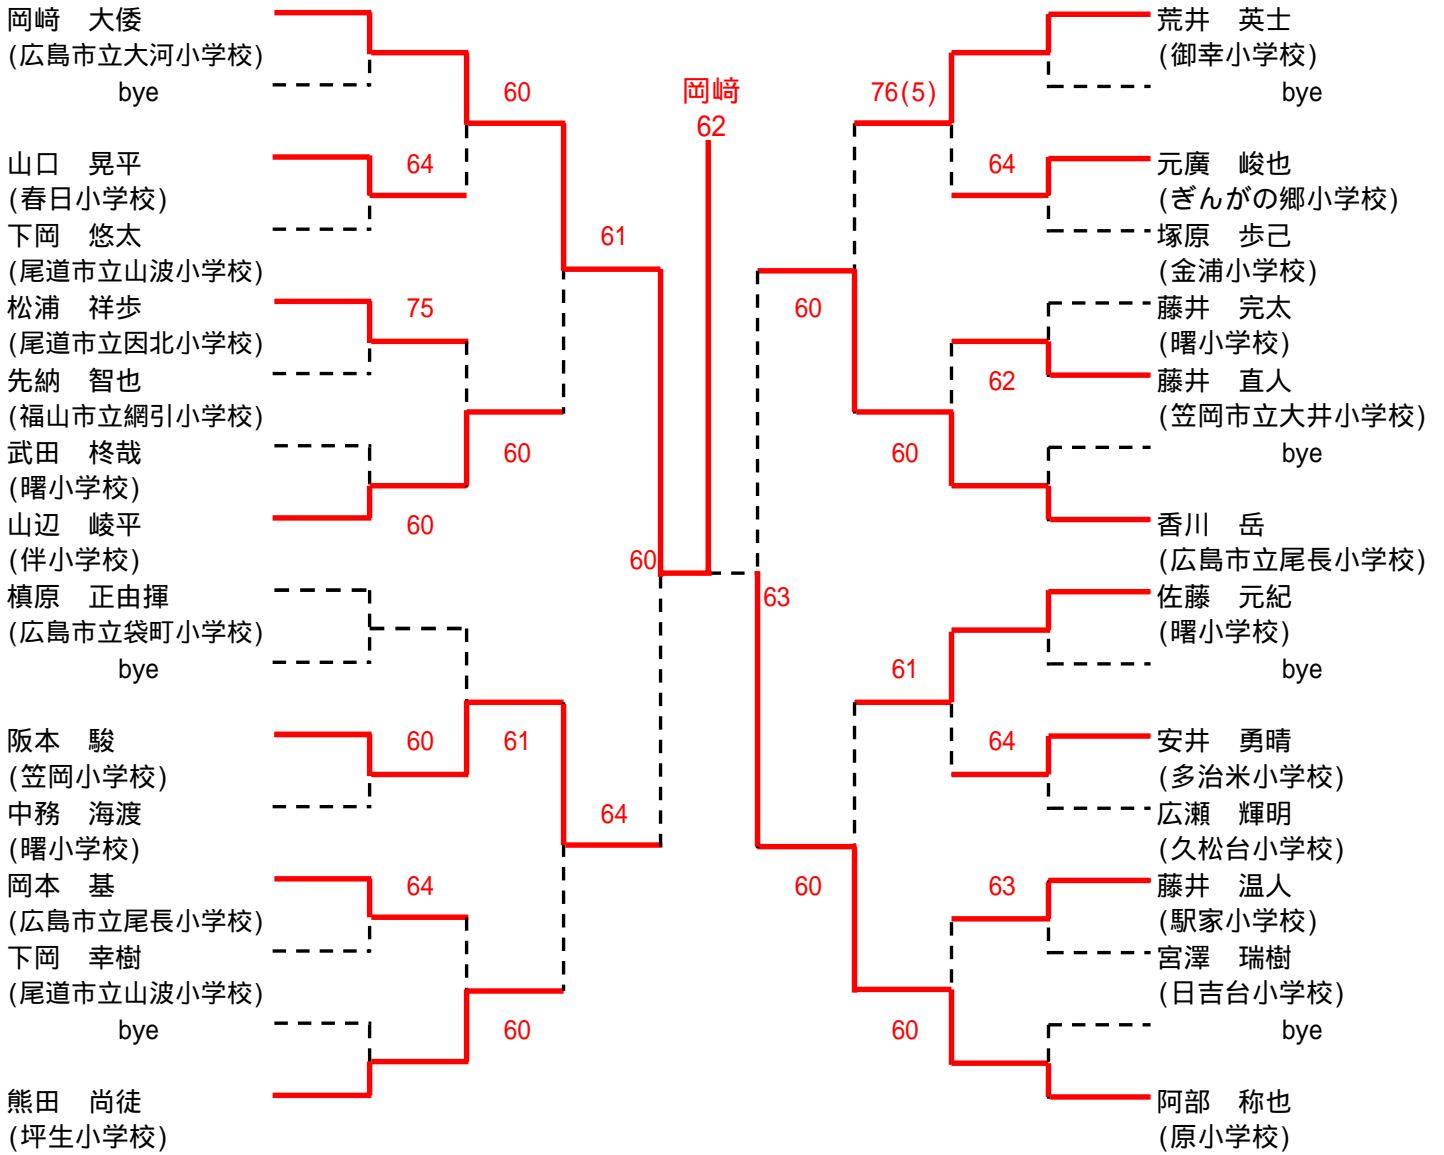 岡﨑　大倭
(広島市立大河小学校)
bye
60
山口　晃平
64
(春日小学校)
下岡　悠太
61
(尾道市立山波小学校)
松浦　祥歩
75
(尾道市立因北小学校)
先納　智也
(福山市立網引小学校)
武田　柊哉
60
(曙小学校)
山辺　崚平
60
(伴小学校)
60
槙原　正由揮
(広島市立袋町小学校)
bye
阪本　駿
60
61
(笠岡小学校)
中務　海渡
64
(曙小学校)
岡本　基
64
(広島市立尾長小学校)
下岡　幸樹
(尾道市立山波小学校)
bye
60
熊田　尚徒
(坪生小学校)
岡﨑
62
荒井　英士
(御幸小学校)
76(5)
bye
64
元廣　峻也
(ぎんがの郷小学校)
塚原　歩己
(金浦小学校)
60
藤井　完太
(曙小学校)
62
藤井　直人
(笠岡市立大井小学校)
60
bye
香川　岳
(広島市立尾長小学校)
63
佐藤　元紀
(曙小学校)
61
bye
64
安井　勇晴
(多治米小学校)
広瀬　輝明
(久松台小学校)
60
63
藤井　温人
(駅家小学校)
宮澤　瑞樹
(日吉台小学校)
60
bye
阿部　称也
(原小学校)